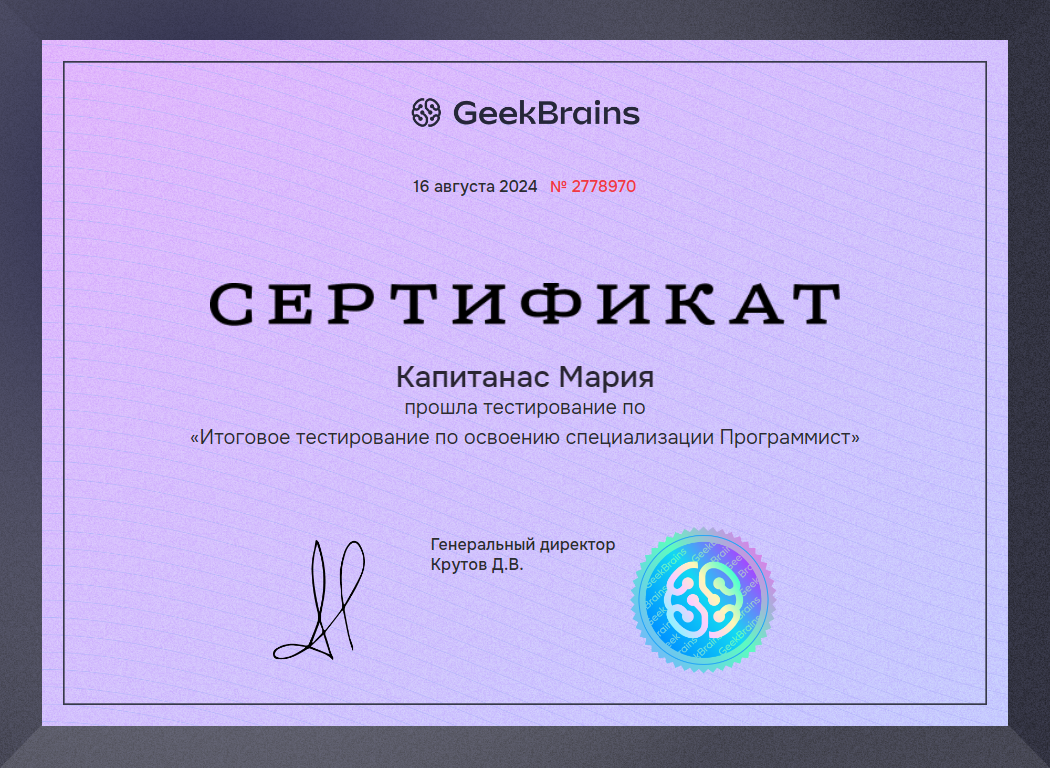 GeekBrains
16 августа 2024 № 2778970
СЕРТИФИКАТ
Капитанас Мария
прошла тестирование по
«Итоговое тестирование по освоению специализации Программист»
Генеральный директор
Крутов Д.В.
GeekBrains